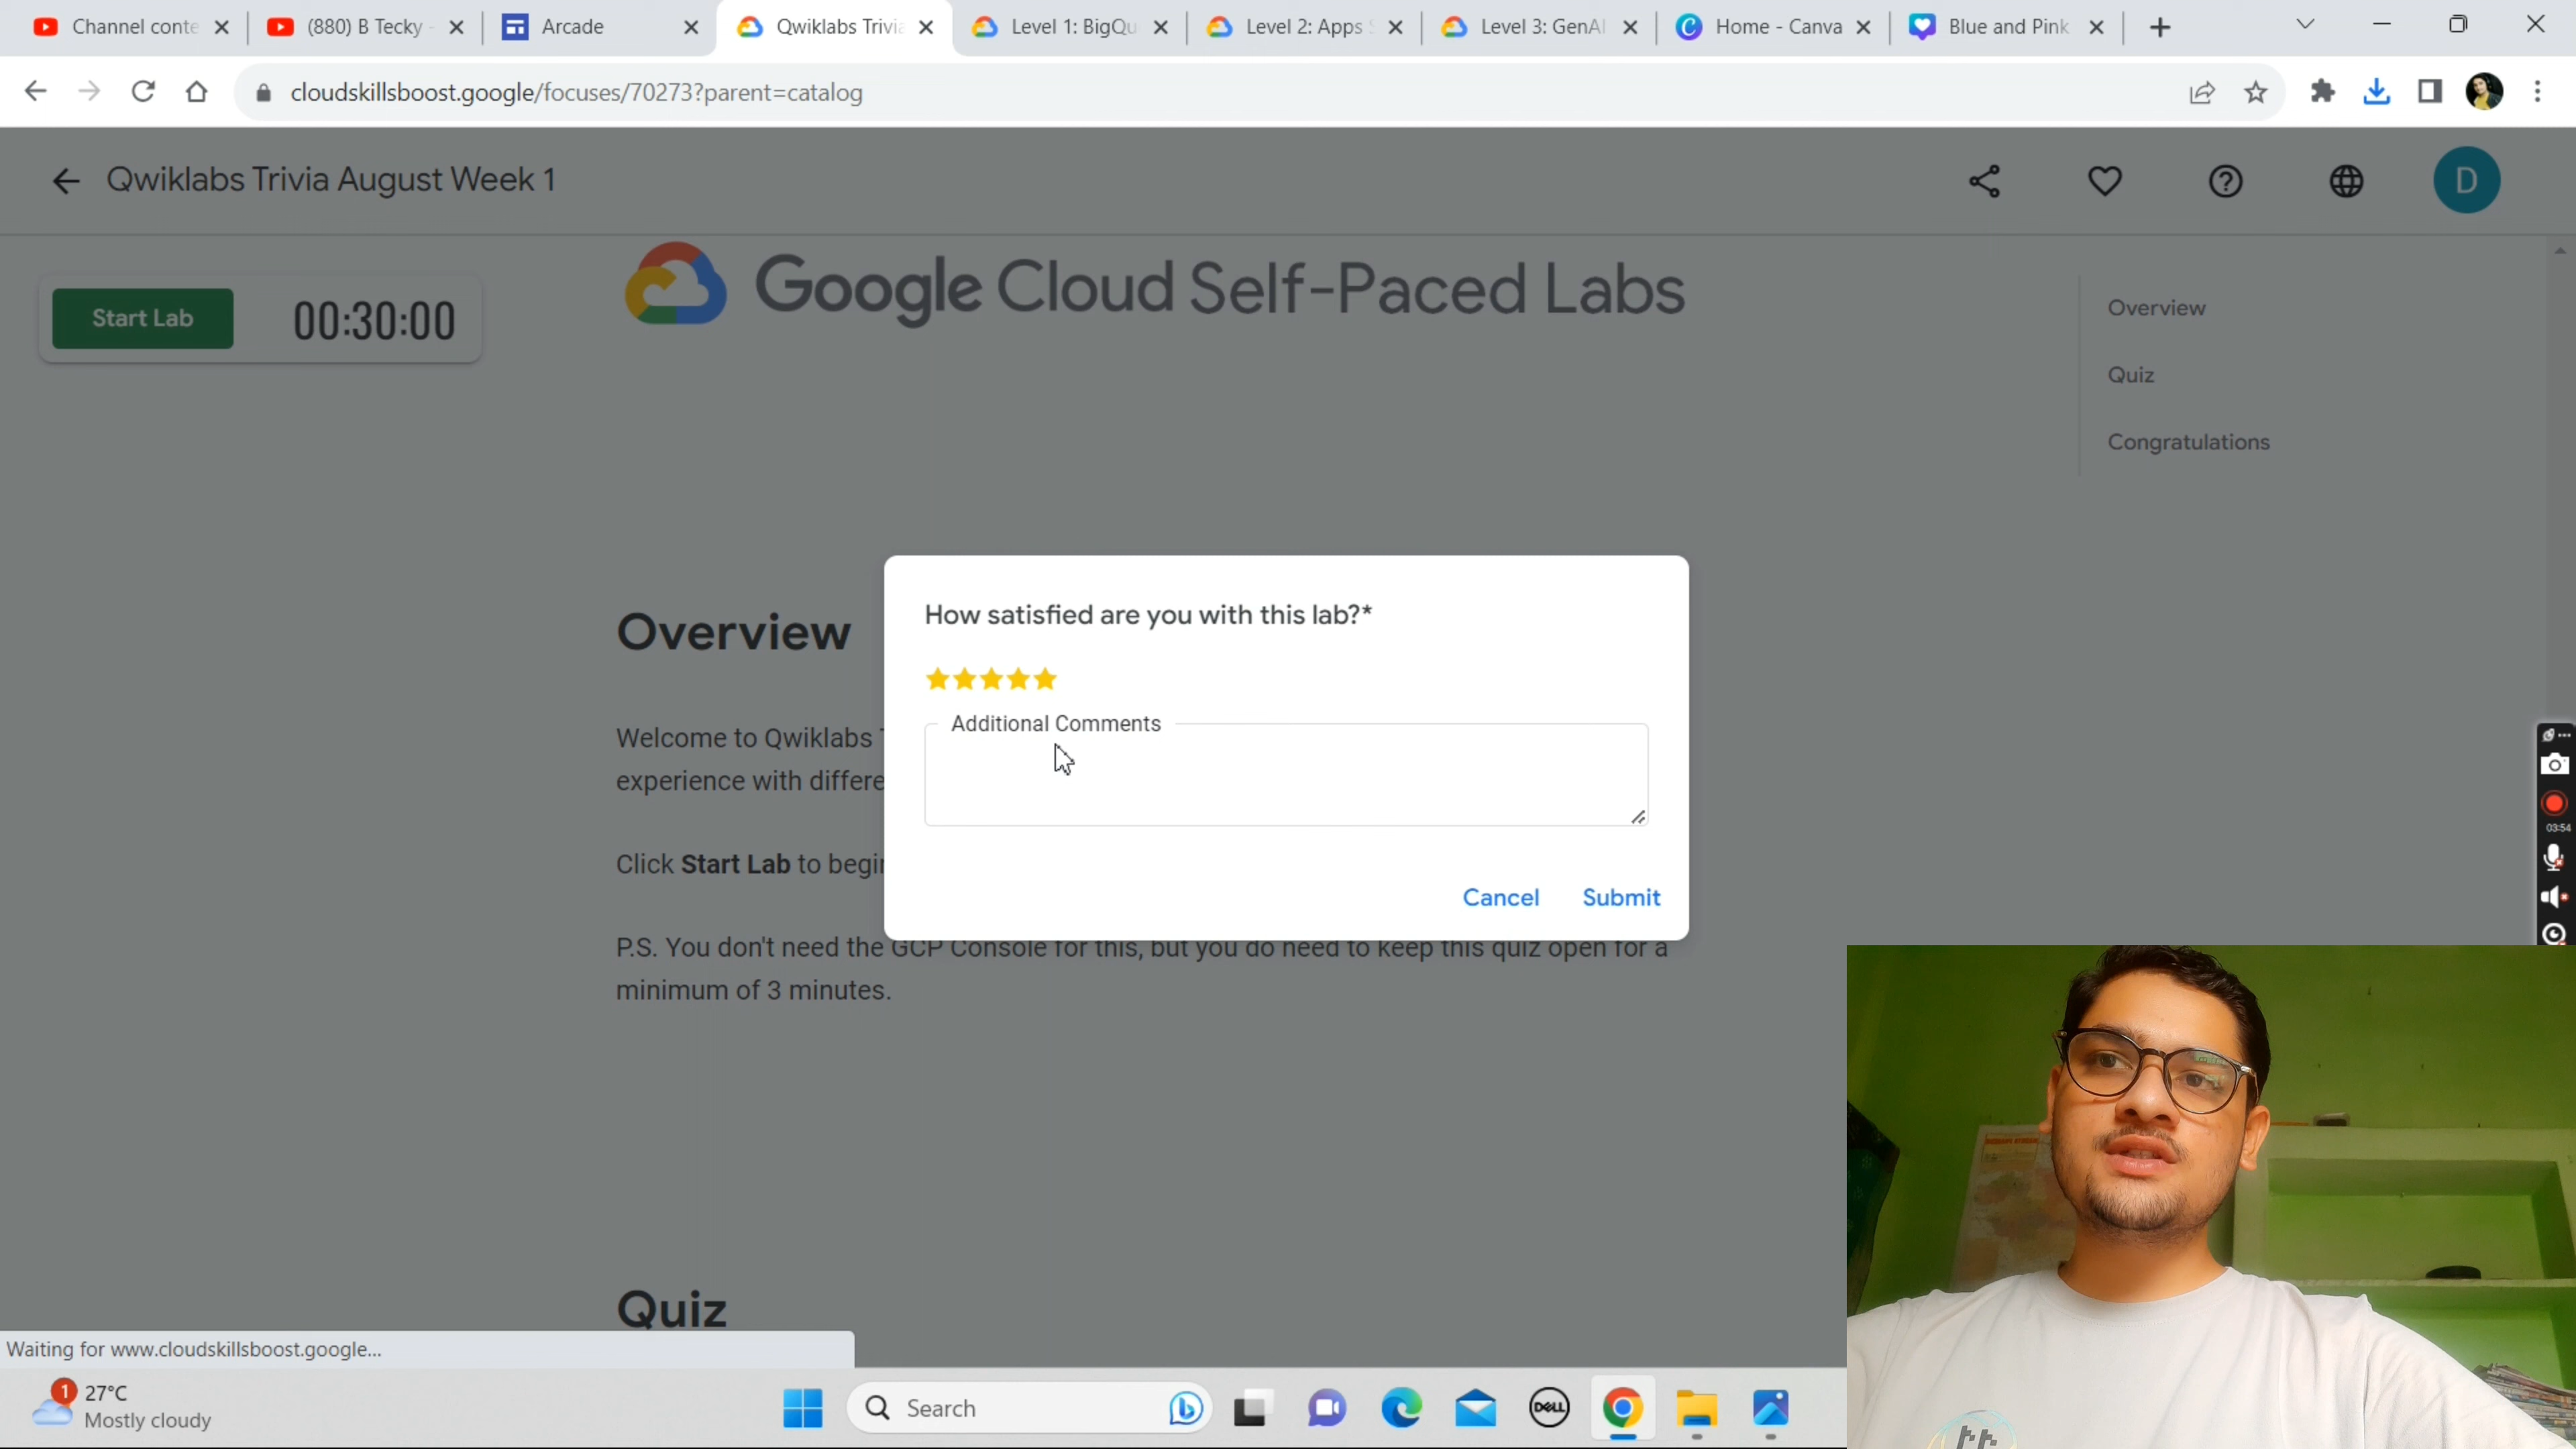 Channel conte
(880) B Tecky -
Arcade
Qwiklabs Trivia
Level 1: BigQu
Level 2: Apps S
Level 3: GenAI
Home - Canva
Blue and Pink
cloudskillsboost.google/focuses/70273?parent=catalog
Qwiklabs Trivia August Week 1
D
Start Lab
00:30:00
Google Cloud Self-Paced Labs
Overview
Quiz
Congratulations
Overview
How satisfied are you with this lab?*
Additional Comments
Cancel
Submit
Welcome to Qwiklabs
experience with differe
Click Start Lab to begin
P.S. You don't need the GCP Console for this, but you do need to keep this quiz open for a
minimum of 3 minutes.
Quiz
Waiting for www.cloudskillsboost.google...
03:54
1
27°C
Mostly cloudy
Search
DELL